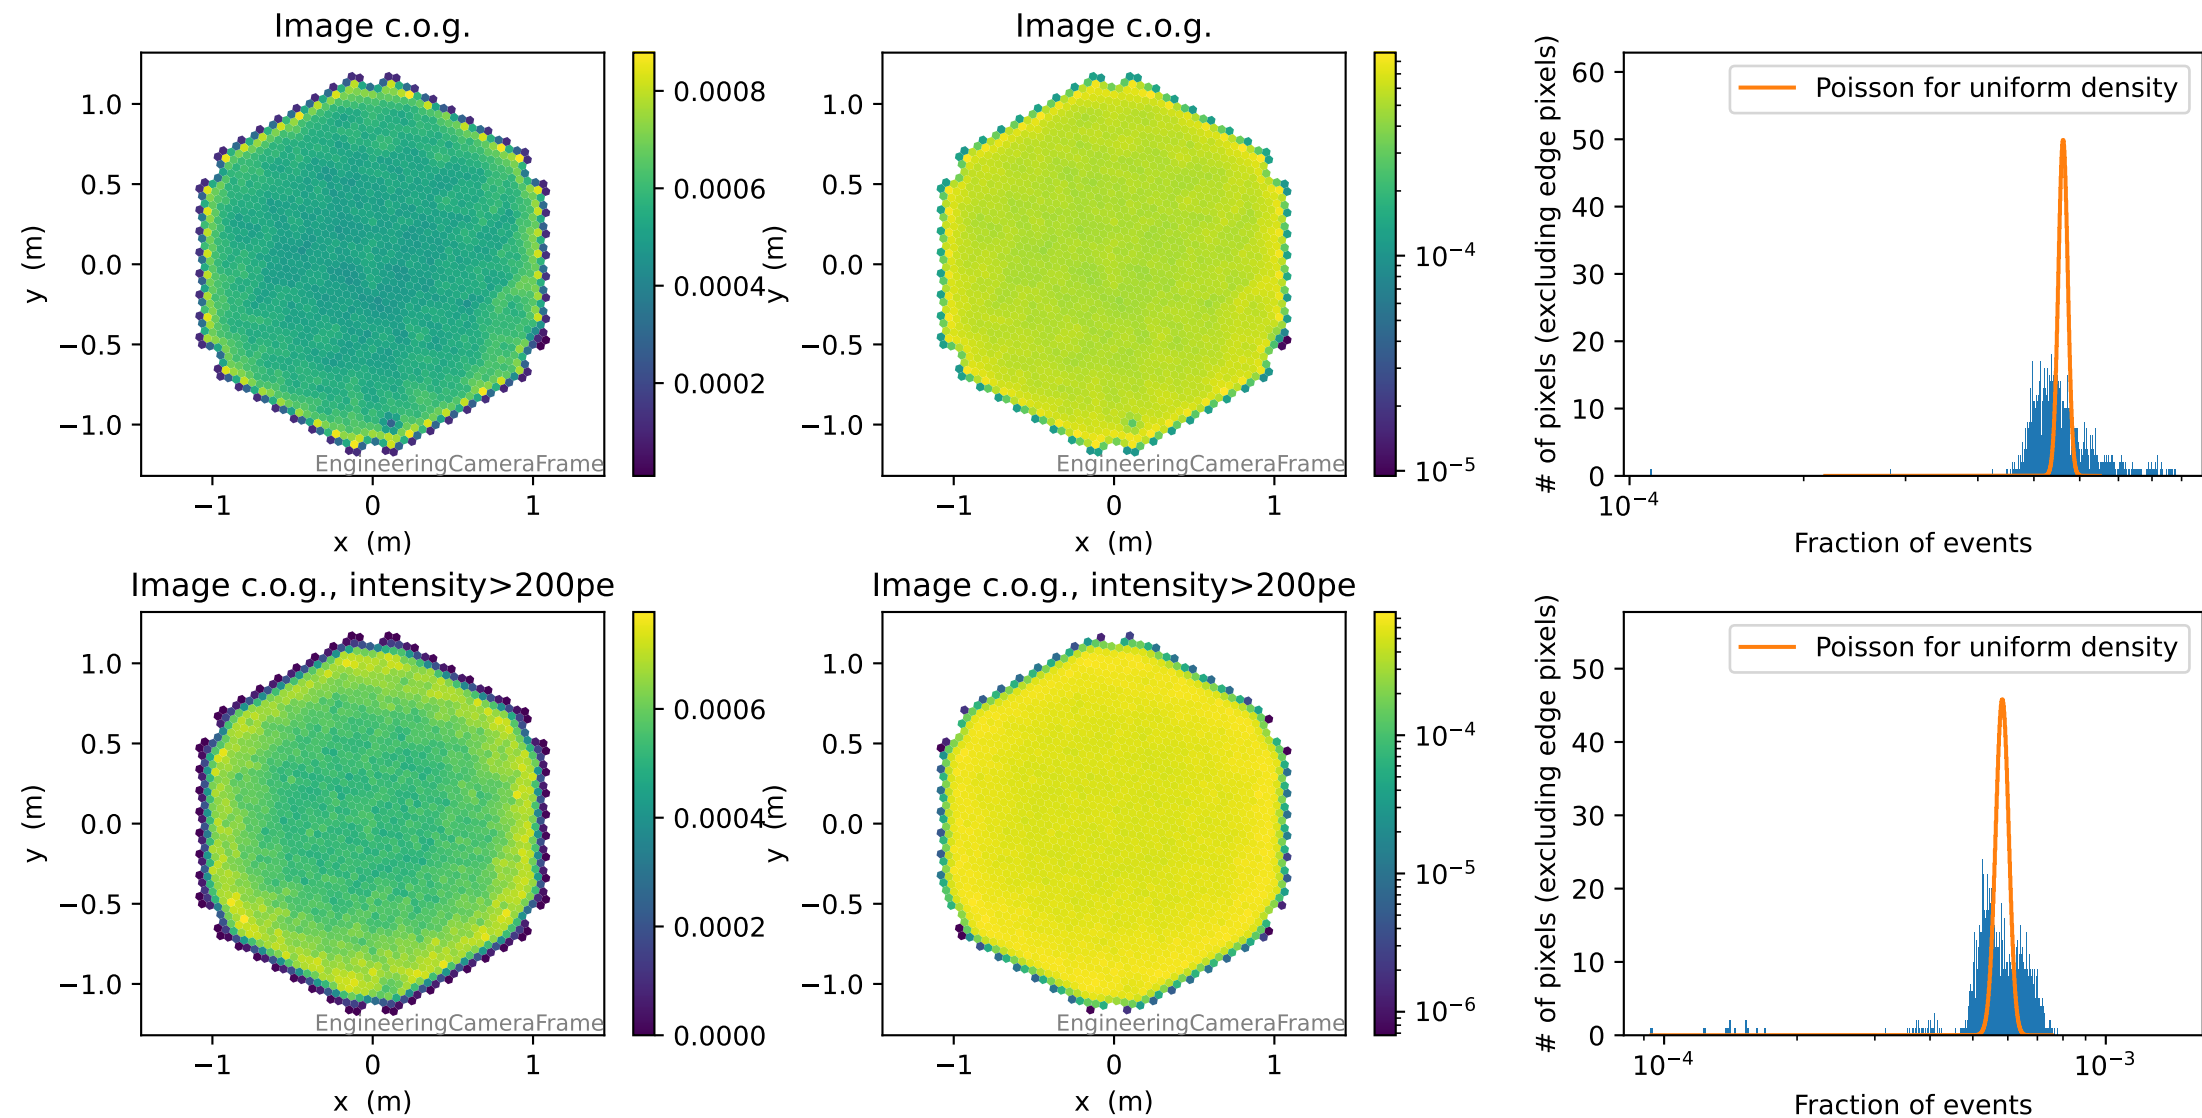 Image c.o.g.
1.0
0.5
0.0
−0.5
−1.0
y (m)
−1
0
1
x (m)
EngineeringCameraFrame
0.0008
0.0006
0.0004
0.0002
Image c.o.g.
1.0
0.5
0.0
−0.5
−1.0
y (m)
−1
0
1
x (m)
EngineeringCameraFrame
10⁻⁴
10⁻⁵
# of pixels (excluding edge pixels)
60
50
40
30
20
10
0
10⁻⁴
Poisson for uniform density
Fraction of events
Image c.o.g., intensity>200pe
1.0
0.5
0.0
−0.5
−1.0
y (m)
−1
0
1
x (m)
EngineeringCameraFrame
0.0006
0.0004
0.0002
0.0000
Image c.o.g., intensity>200pe
1.0
0.5
0.0
−0.5
−1.0
y (m)
−1
0
1
x (m)
EngineeringCameraFrame
10⁻⁴
10⁻⁵
10⁻⁶
# of pixels (excluding edge pixels)
50
40
30
20
10
0
10⁻⁴
10⁻³
Poisson for uniform density
Fraction of events